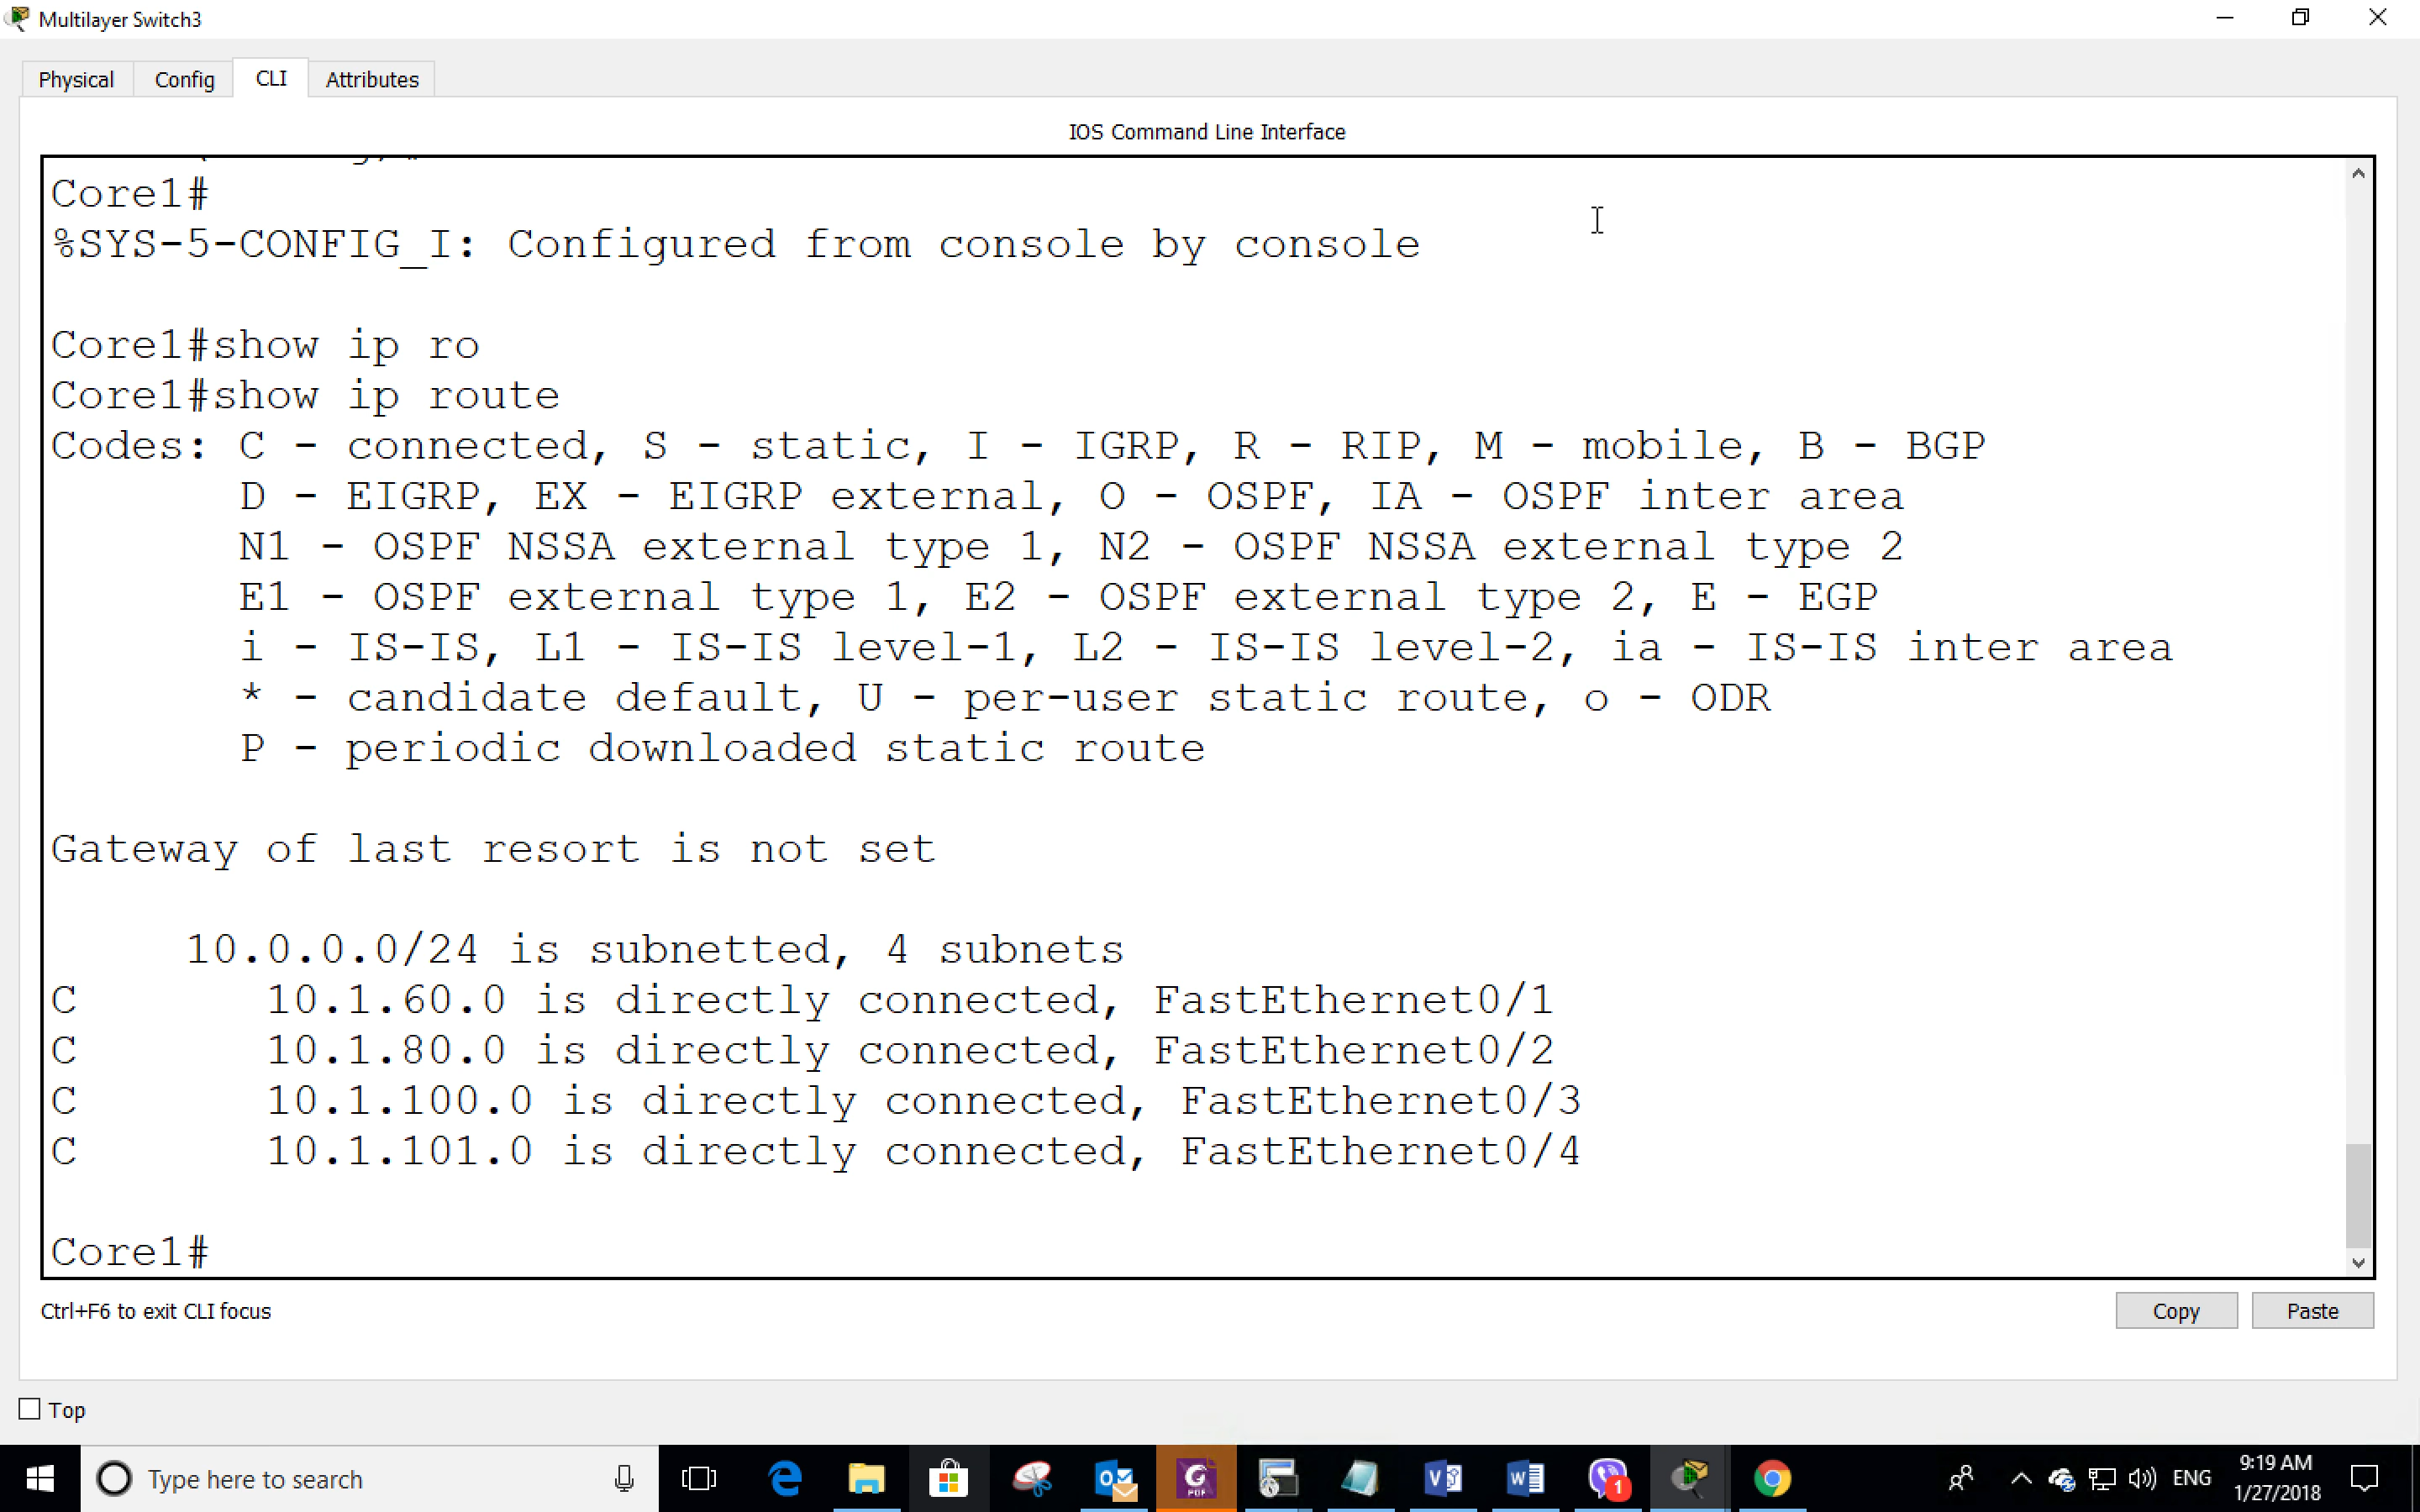 Multilayer Switch3
Physical Config CLI Attributes
IOS Command Line Interface
Core1#
%SYS-5-CONFIG_I: Configured from console by console
Core1#show ip ro
Core1#show ip route
Codes: C - connected, S - static, I - IGRP, R - RIP, M - mobile, B - BGP
D - EIGRP, EX - EIGRP external, O - OSPF, IA - OSPF inter area
N1 - OSPF NSSA external type 1, N2 - OSPF NSSA external type 2
E1 - OSPF external type 1, E2 - OSPF external type 2, E - EGP
i - IS-IS, L1 - IS-IS level-1, L2 - IS-IS level-2, ia - IS-IS inter area
* - candidate default, U - per-user static route, o - ODR
P - periodic downloaded static route
Gateway of last resort is not set
10.0.0.0/24 is subnetted, 4 subnets
C 10.1.60.0 is directly connected, FastEthernet0/1
C 10.1.80.0 is directly connected, FastEthernet0/2
C 10.1.100.0 is directly connected, FastEthernet0/3
C 10.1.101.0 is directly connected, FastEthernet0/4
Core1#
Ctrl+F6 to exit CLI focus
Copy Paste
Top
Type here to search
1
ENG
9:19 AM
1/27/2018